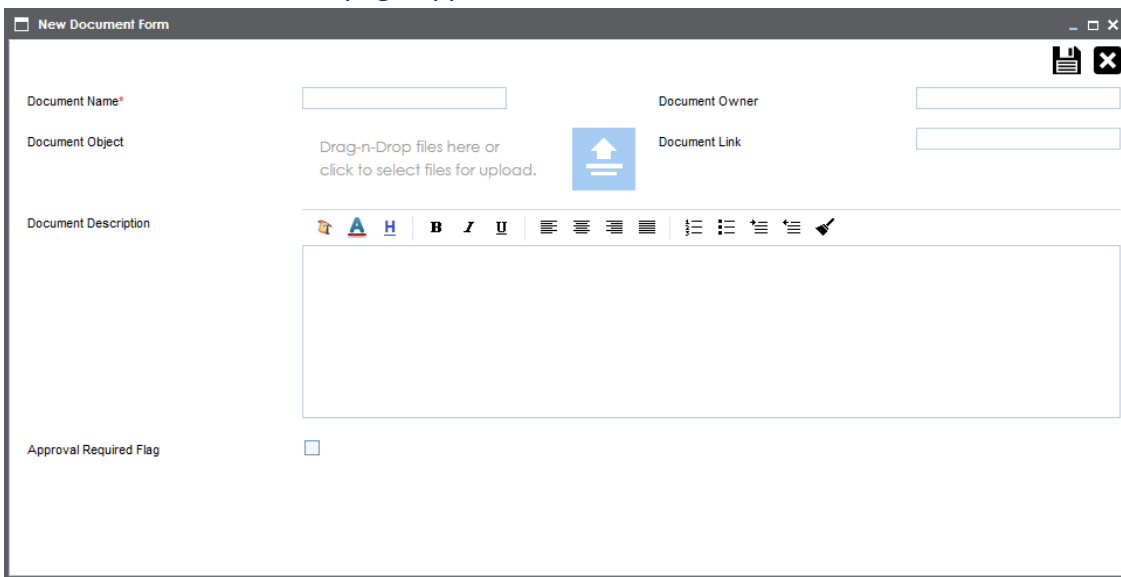 New Document Form
Document Name*
Document Owner
Document Object
Drag-n-Drop files here or
click to select files for upload.
Document Link
Document Description
A H B I U
Approval Required Flag